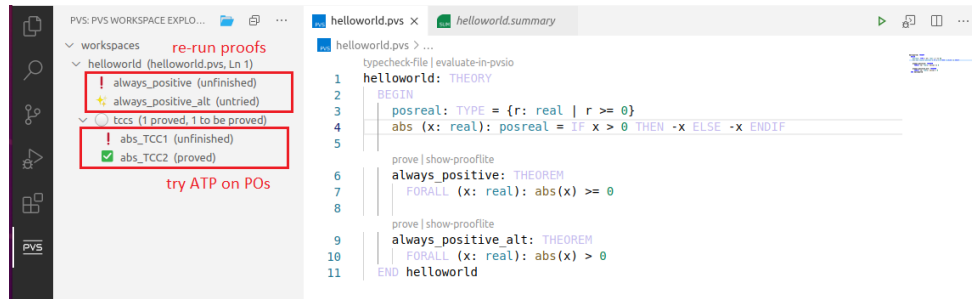 PVS: PVS WORKSPACE EXPLO... ...
workspaces
re-run proofs
helloworld (helloworld.pvs, Ln 1)
! always_positive (unfinished)
always_positive_alt (untried)
tccs (1 proved, 1 to be proved)
! abs_TCC1 (unfinished)
abs_TCC2 (proved)
try ATP on POs
PVS
PVS helloworld.pvs × SUM helloworld.summary ...
PVS helloworld.pvs > ...
typecheck-file | evaluate-in-pvsio
1 helloworld: THEORY
2 BEGIN
3 posreal: TYPE = {r: real | r >= 0}
4 abs (x: real): posreal = IF x > 0 THEN -x ELSE -x ENDIF
5
prove | show-prooflite
6 always_positive: THEOREM
7 FORALL (x: real): abs(x) >= 0
8
prove | show-prooflite
9 always_positive_alt: THEOREM
10 FORALL (x: real): abs(x) > 0
11 END helloworld